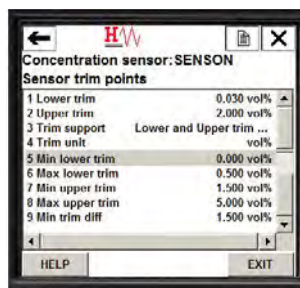 H
Concentration sensor:SENSON
Sensor trim points
1 Lower trim 0.030 vol%
2 Upper trim 2.000 vol%
3 Trim support Lower and Upper trim ...
4 Trim unit vol%
5 Min lower trim 0.000 vol%
6 Max lower trim 0.500 vol%
7 Min upper trim 1.500 vol%
8 Max upper trim 5.000 vol%
9 Min trim diff 1.500 vol%
HELP EXIT